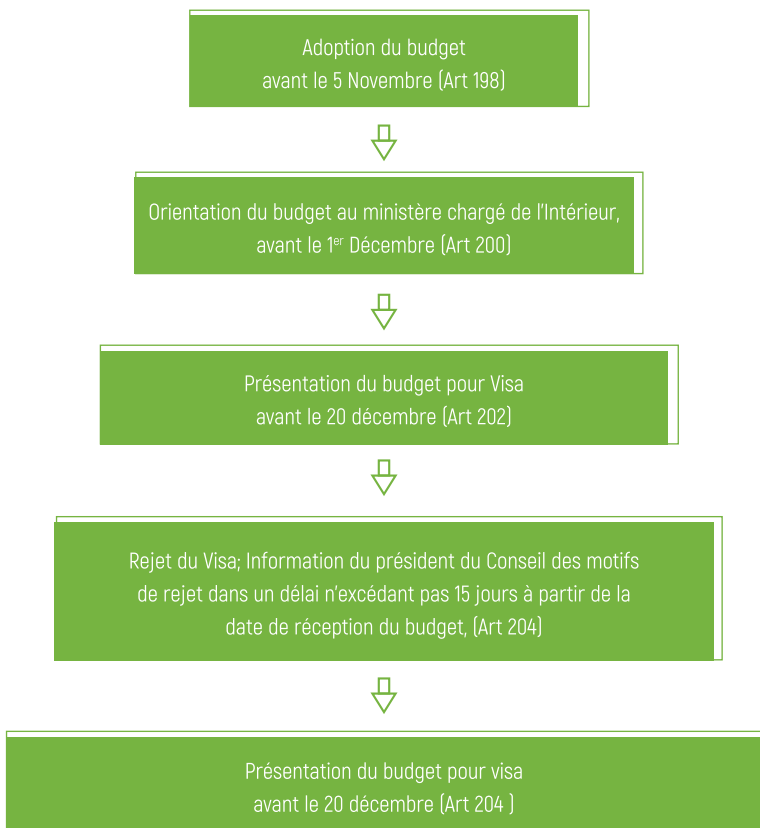 Adoption du budget
avant le 5 Novembre (Art 198)
Orientation du budget au ministère chargé de l'Intérieur,
avant le 1er Décembre (Art 200)
Présentation du budget pour Visa
avant le 20 décembre (Art 202)
Rejet du Visa; Information du président du Conseil des motifs
de rejet dans un délai n'excédant pas 15 jours à partir de la
date de réception du budget, (Art 204)
Présentation du budget pour visa
avant le 20 décembre (Art 204 )